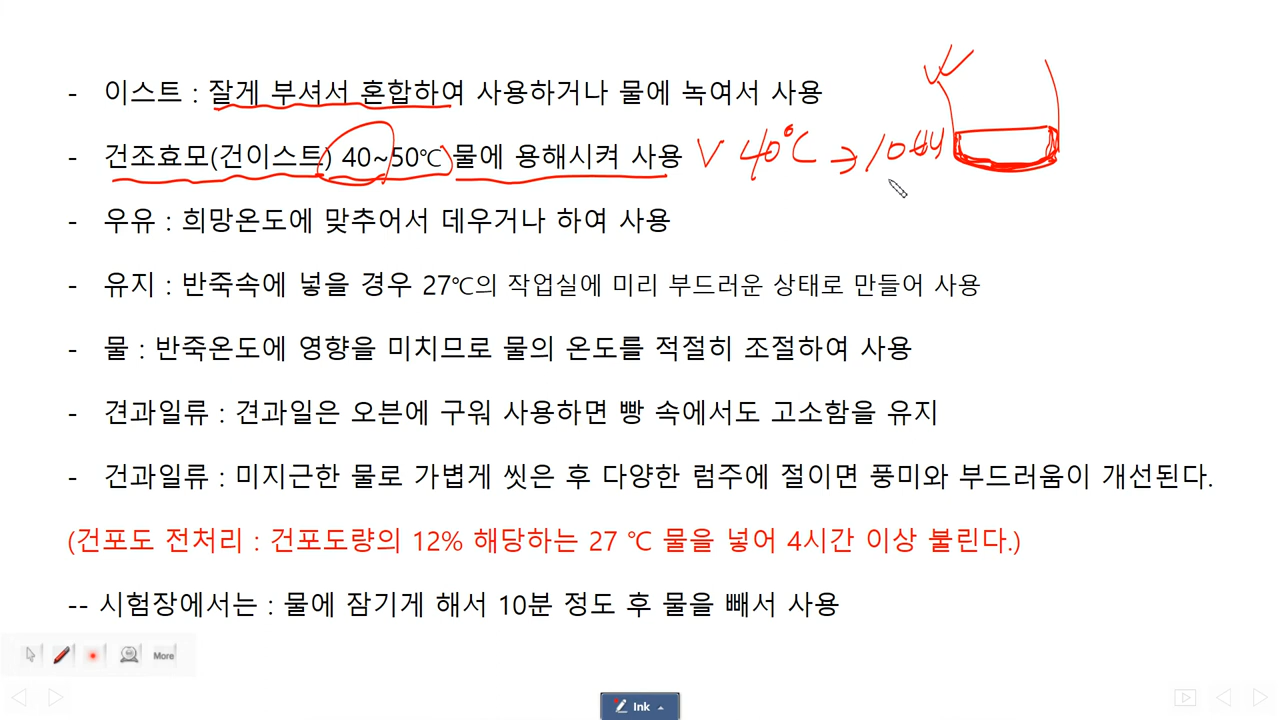 - 이스트 : 잘게 부셔서 혼합하여 사용하거나 물에 녹여서 사용
- 건조효모(건이스트) 40~50℃ 물에 용해시켜 사용 V 40°C → 10배
- 우유 : 희망온도에 맞추어서 데우거나 하여 사용
- 유지 : 반죽속에 넣을 경우 27℃의 작업실에 미리 부드러운 상태로 만들어 사용
- 물 : 반죽온도에 영향을 미치므로 물의 온도를 적절히 조절하여 사용
- 견과일류 : 견과일은 오븐에 구워 사용하면 빵 속에서도 고소함을 유지
- 건과일류 : 미지근한 물로 가볍게 씻은 후 다양한 럼주에 절이면 풍미와 부드러움이 개선된다.
(건포도 전처리 : 건포도량의 12% 해당하는 27 ℃ 물을 넣어 4시간 이상 불린다.)
-- 시험장에서는 : 물에 잠기게 해서 10분 정도 후 물을 빼서 사용
More
Ink